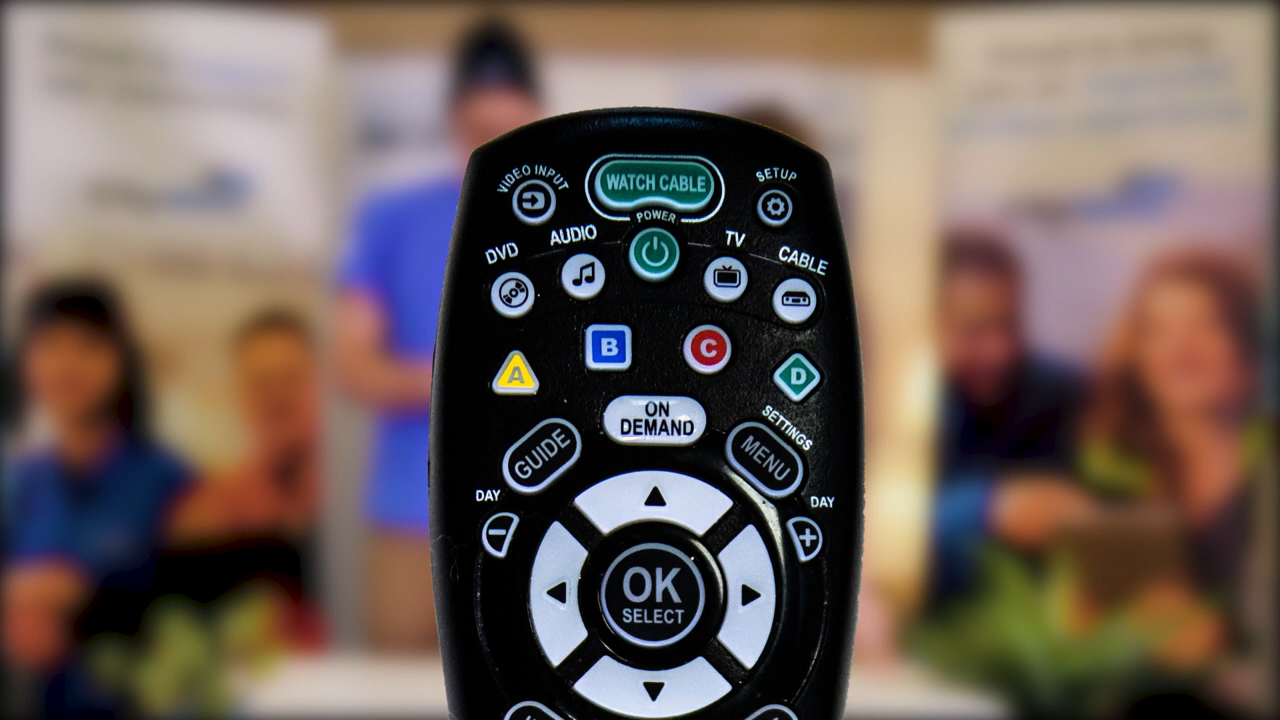 VIDEO INPUT
WATCH CABLE
SETUP
POWER
DVD
AUDIO
TV
CABLE
A
B
C
D
ON
DEMAND
GUIDE
SETTINGS
MENU
DAY
DAY
OK
SELECT